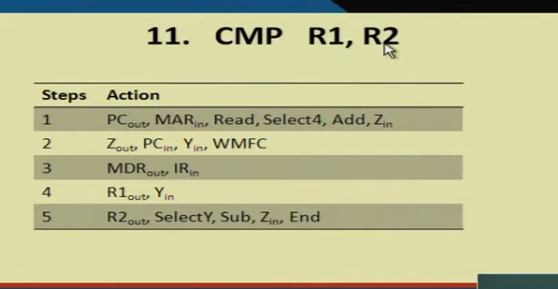 11. CMP R1, R2
Steps Action
1 PCout, MARin, Read, Select4, Add, Zin
2 Zout, PCin, Yin, WMFC
3 MDRout, IRin
4 R1out, Yin
5 R2out, SelectY, Sub, Zin, End